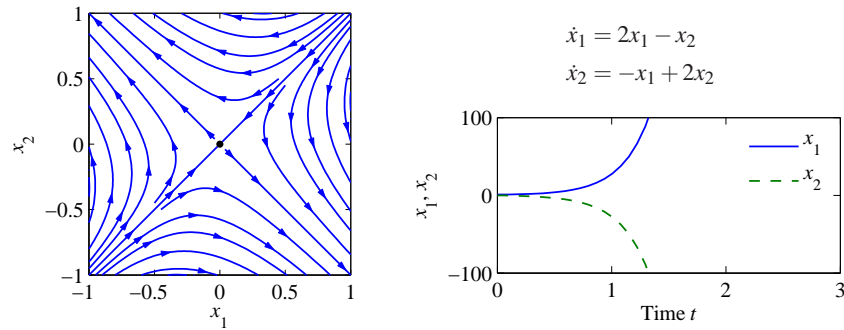 1
0.5
0
−0.5
−1
−1 −0.5 0 0.5 1
x₂
x₁
ẋ₁ = 2x₁ − x₂
ẋ₂ = −x₁ + 2x₂
100
0
−100
0 1 2 3
x₁, x₂
Time t
x₁
x₂